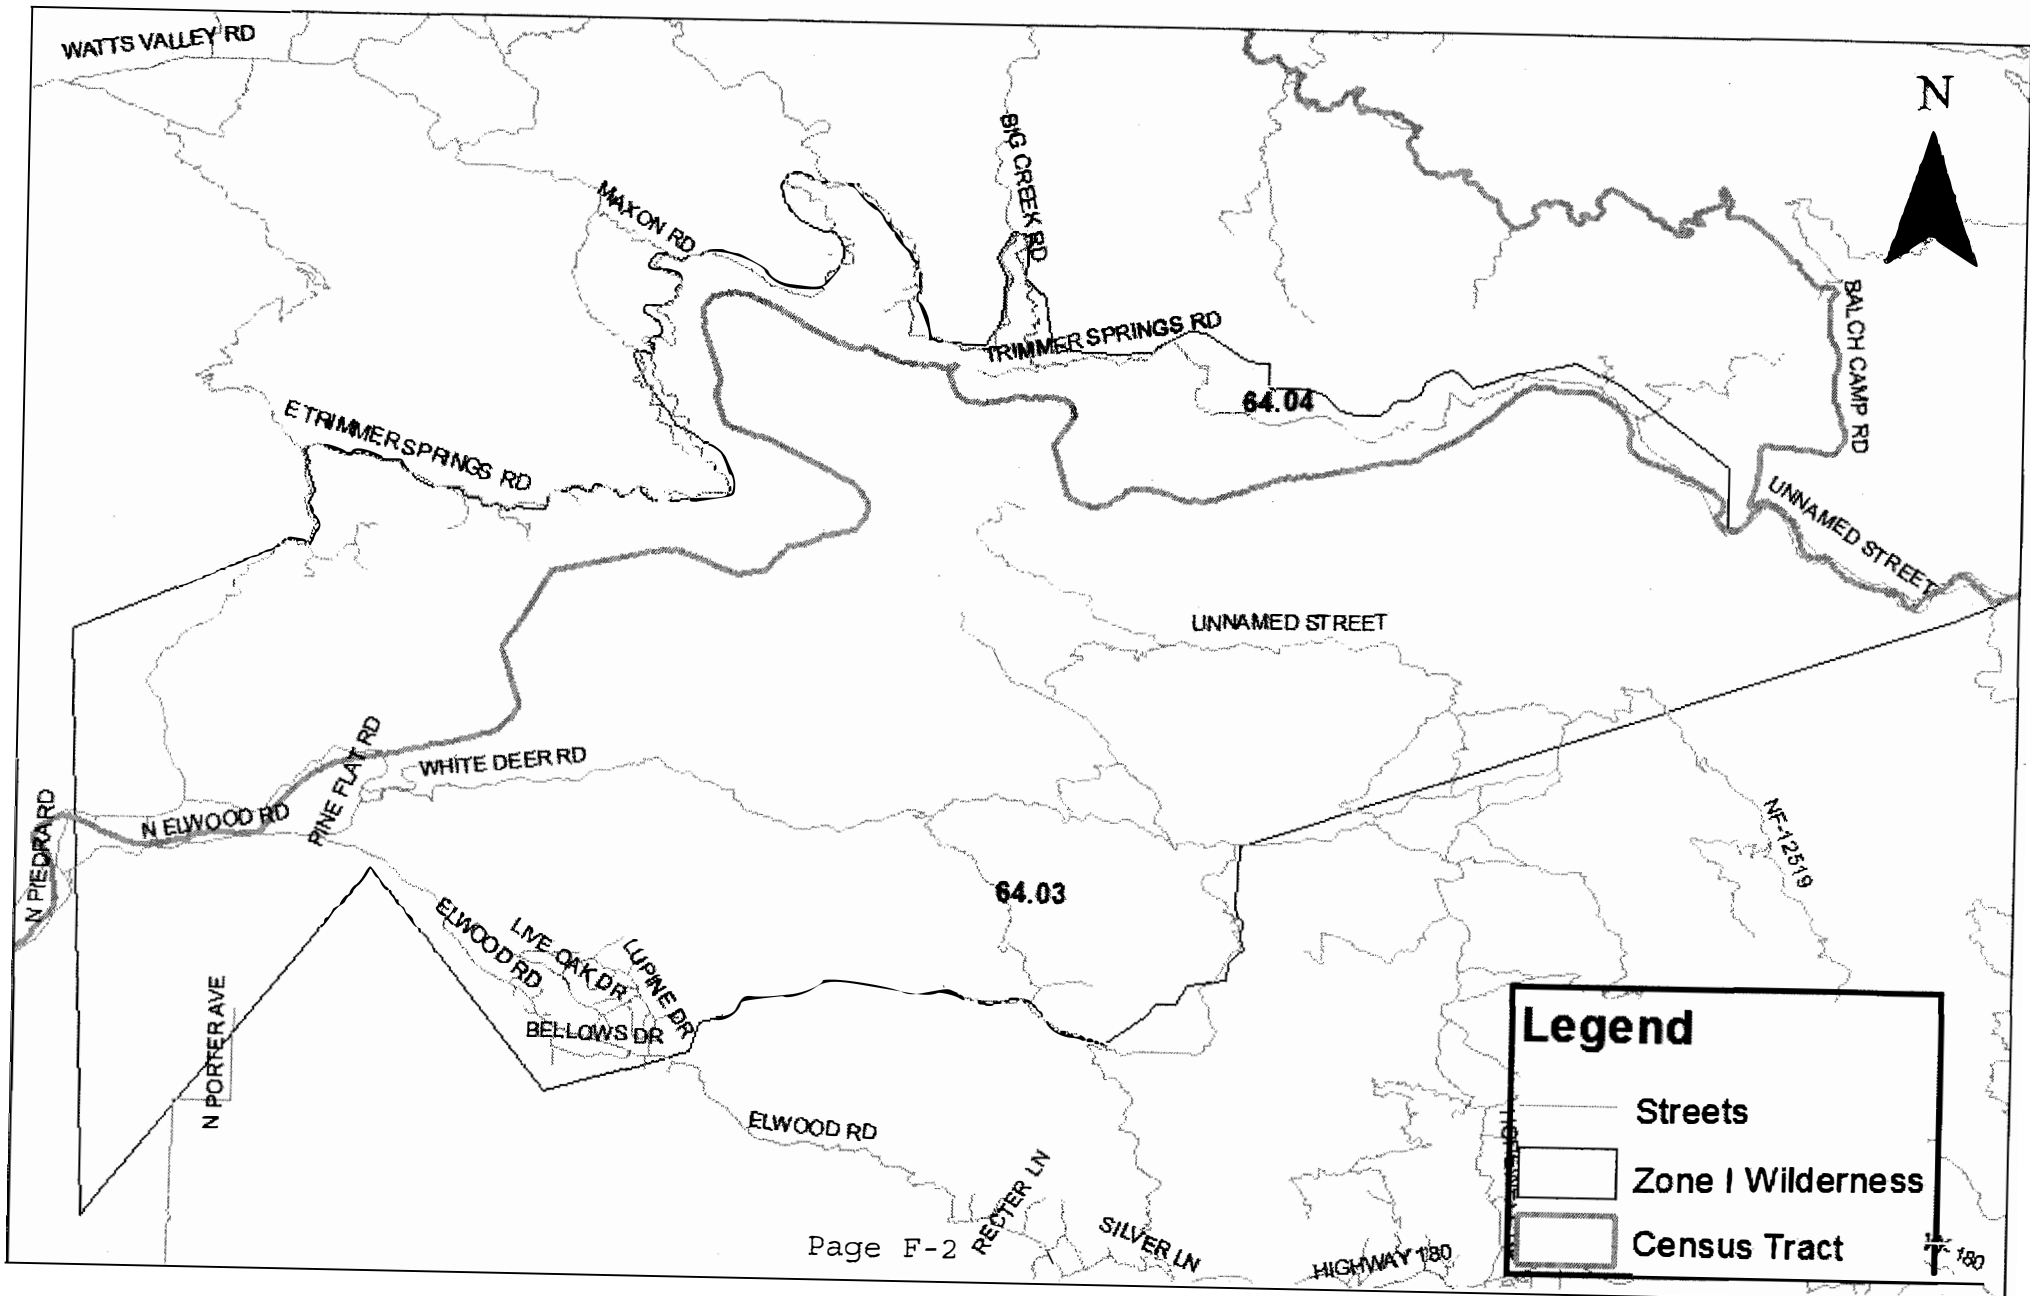 WATTS VALLEY RD
N
BIG CREEK RD
MAXON RD
TRIMMER SPRINGS RD
BALCH CAMP RD
64.04
E TRIMMER SPRINGS RD
UNNAMED STREET
UNNAMED STREET
PINE FLAT RD
WHITE DEER RD
N ELWOOD RD
N PIEDRA RD
NF-12519
64.03
ELWOOD RD
LIVE OAK DR
LUPINE DR
BELLOWS DR
N PORTER AVE
ELWOOD RD
RECTER LN
SILVER LN
HIGHWAY 180
Legend
Streets
Zone I Wilderness
Census Tract
180
Page F-2